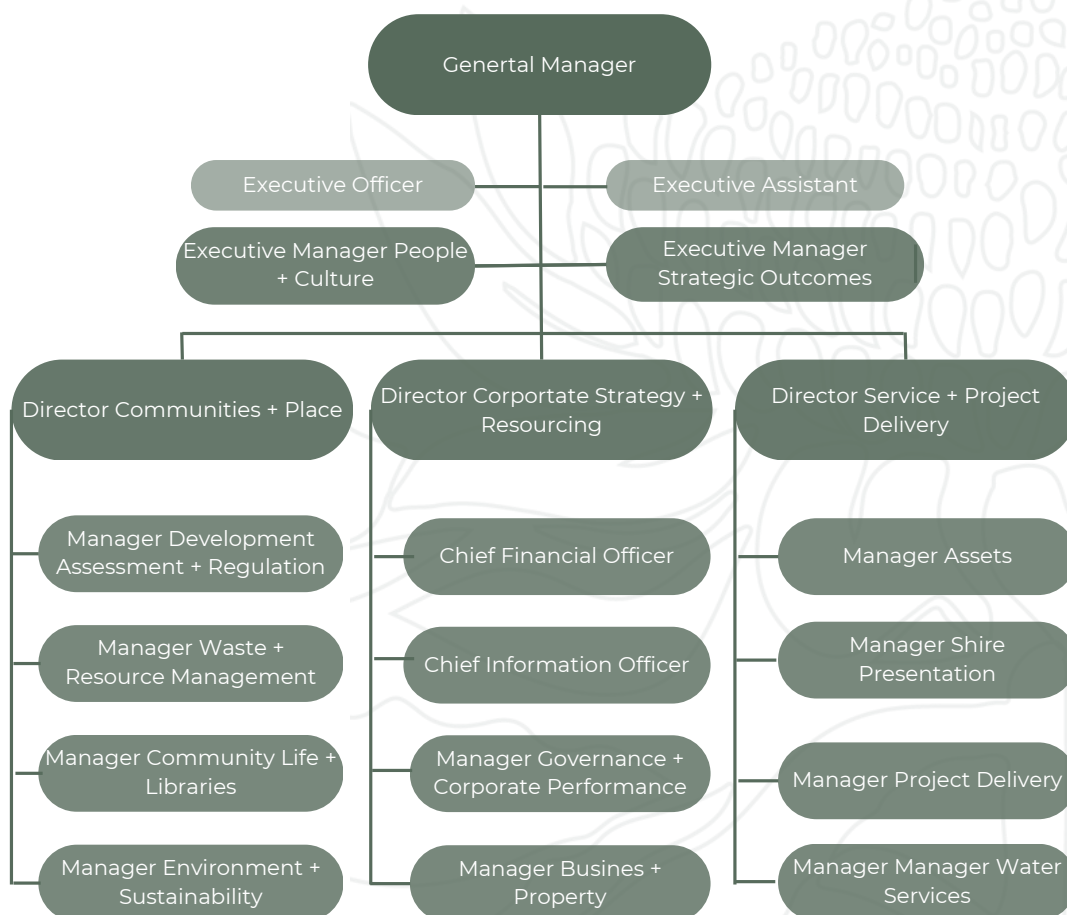 Genertal Manager
Executive Officer
Executive Assistant
Executive Manager People
+ Culture
Executive Manager
Strategic Outcomes
Director Communities + Place
Director Corportate Strategy +
Resourcing
Director Service + Project
Delivery
Manager Development
Assessment + Regulation
Manager Waste +
Resource Management
Manager Community Life +
Libraries
Manager Environment +
Sustainability
Chief Financial Officer
Chief Information Officer
Manager Governance +
Corporate Performance
Manager Busines +
Property
Manager Assets
Manager Shire
Presentation
Manager Project Delivery
Manager Manager Water
Services